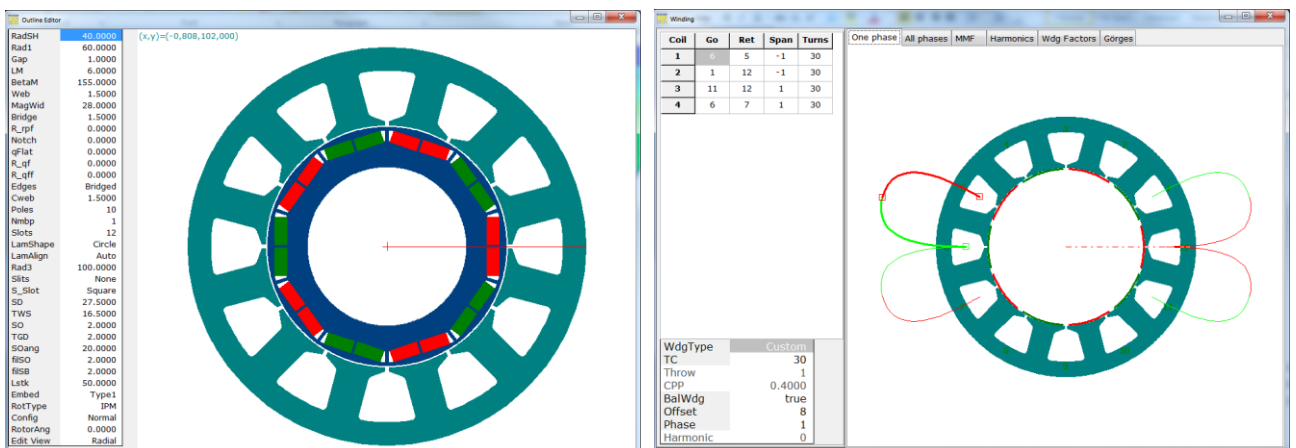 Outline Editor
(x,y)=(-0,808,102,000)
RadSH 40.0000
Rad1 60.0000
Gap 1.0000
LM 6.0000
BetaM 155.0000
Web 1.5000
MagWid 28.0000
Bridge 1.5000
R_rpf 0.0000
Notch 0.0000
qFlat 0.0000
R_qf 0.0000
R_qff 0.0000
Edges Bridged
Cweb 1.5000
Poles 10
Nmbp 1
Slots 12
LamShape Circle
LamAlign Auto
Rad3 100.0000
Slits None
S_Slot Square
SD 27.5000
TWS 16.5000
SO 2.0000
TGD 2.0000
SOang 20.0000
filSO 2.0000
filSB 2.0000
Lstk 50.0000
Embed Type1
RotType IPM
Config Normal
RotorAng 0.0000
Edit View Radial
Winding
Coil Go Ret Span Turns
1 6 5 -1 30
2 1 12 -1 30
3 11 12 1 30
4 6 7 1 30
One phase All phases MMF Harmonics Wdg Factors Görges
WdgType Custom
TC 30
Throw 1
CPP 0.4000
BalWdg true
Offset 8
Phase 1
Harmonic 0